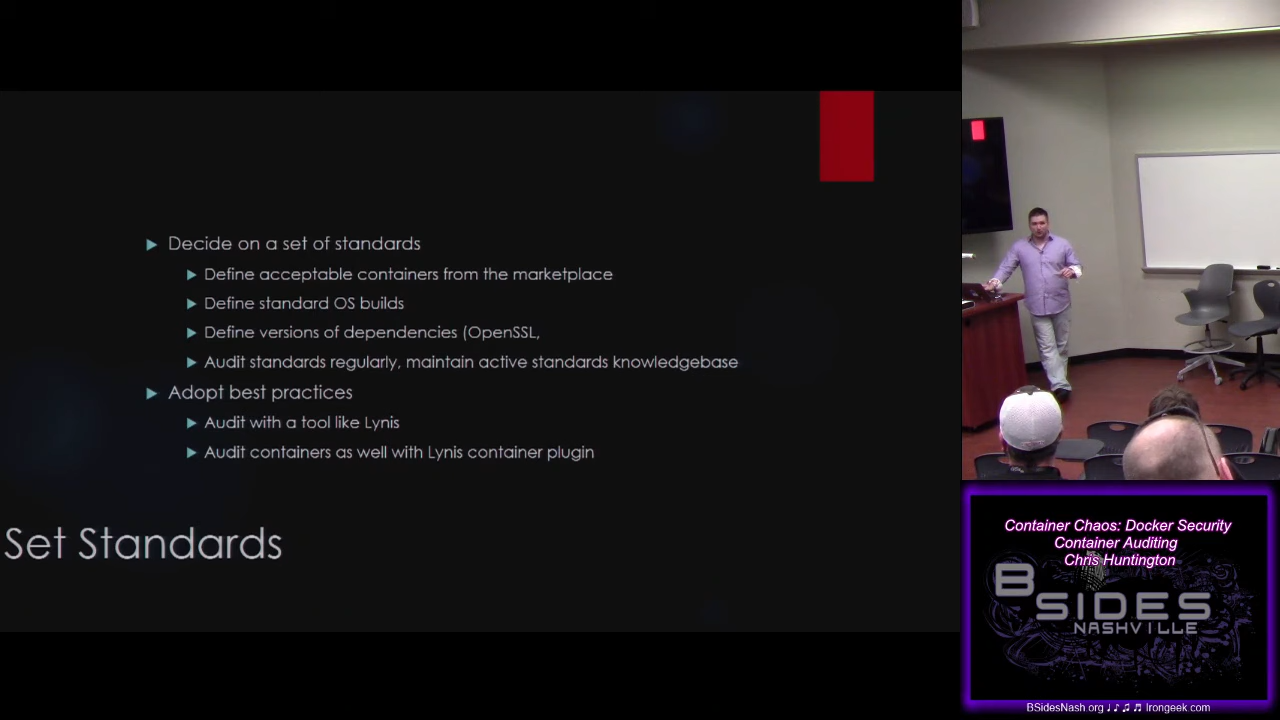 Decide on a set of standards
Define acceptable containers from the marketplace
Define standard OS builds
Define versions of dependencies (OpenSSL,
Audit standards regularly, maintain active standards knowledgebase
Adopt best practices
Audit with a tool like Lynis
Audit containers as well with Lynis container plugin
Set Standards
Container Chaos: Docker Security
Container Auditing
Chris Huntington
BSIDES
NASHVILLE
BSidesNash.org ♩ ♪ ♫ ♬ Irongeek.com